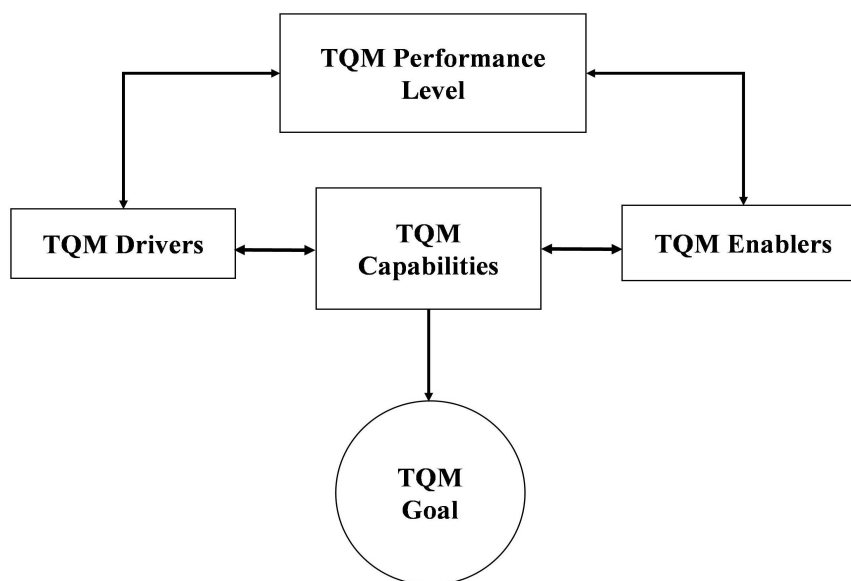 TQM Performance
Level
TQM Drivers
TQM
Capabilities
TQM Enablers
TQM
Goal